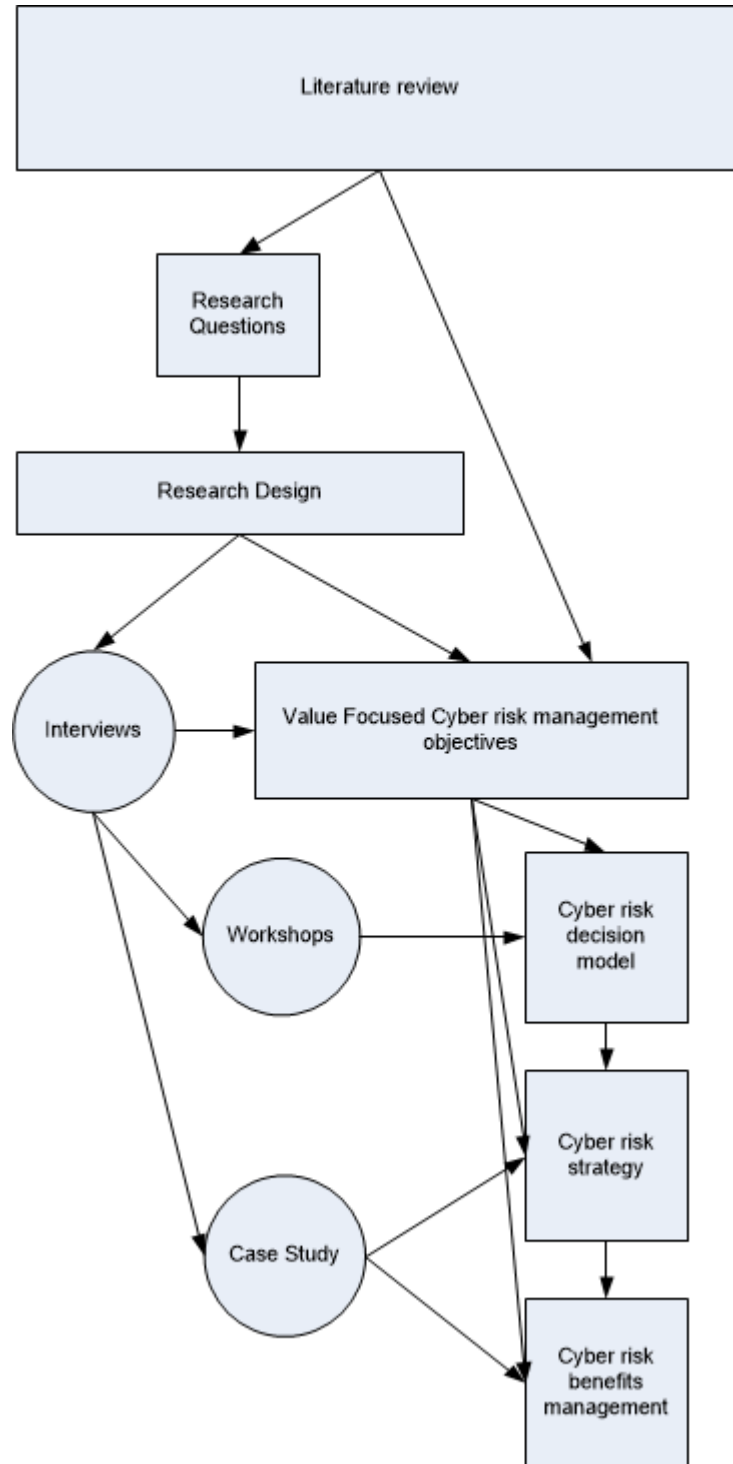 Literature review
Research
Questions
Research Design
Interviews
Value Focused Cyber risk management
objectives
Workshops
Cyber risk
decision
model
Cyber risk
strategy
Case Study
Cyber risk
benefits
management